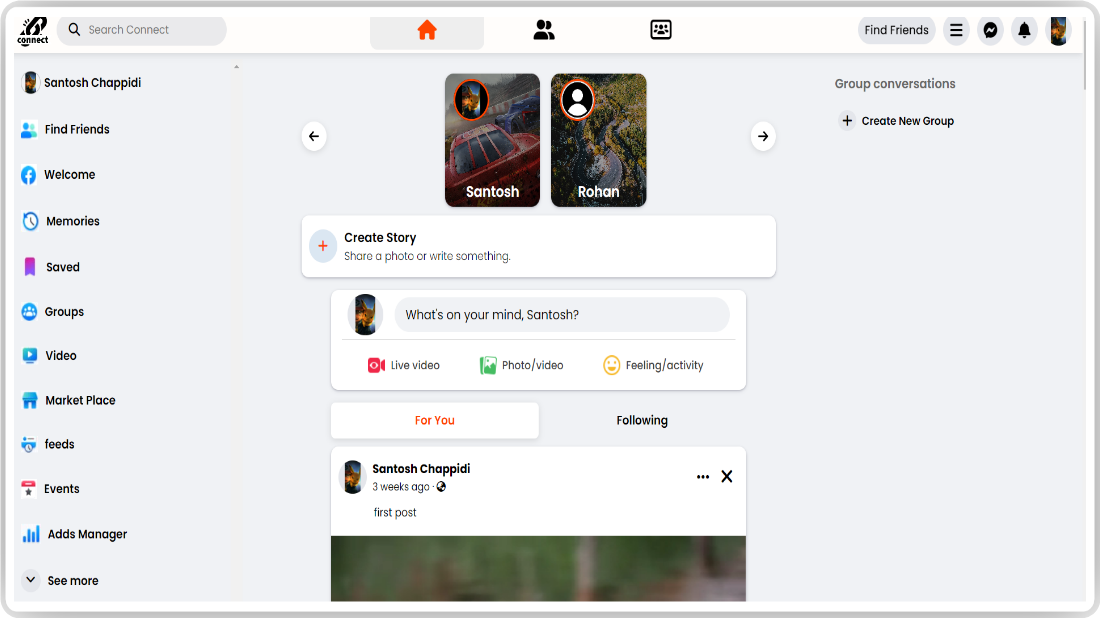 connect
Search Connect
Find Friends
Santosh Chappidi
Find Friends
Welcome
Memories
Saved
Groups
Video
Market Place
feeds
Events
Adds Manager
See more
Santosh
Rohan
Create Story
Share a photo or write something.
What's on your mind, Santosh?
Live video
Photo/video
Feeling/activity
For You
Following
Santosh Chappidi
3 weeks ago ·
first post
Group conversations
Create New Group